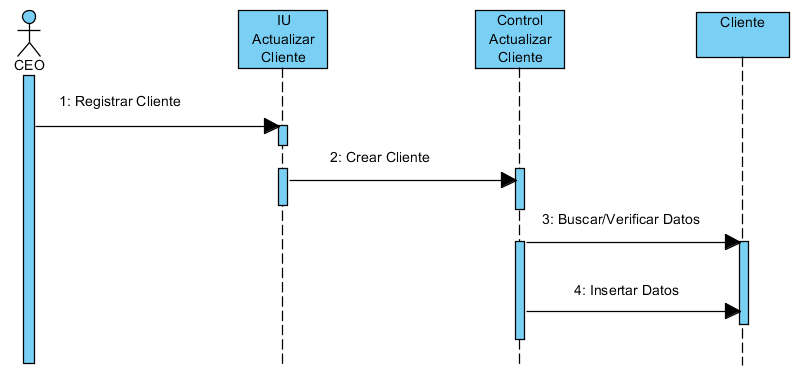 CEO
IU
Actualizar
Cliente
Control
Actualizar
Cliente
Cliente
1: Registrar Cliente
2: Crear Cliente
3: Buscar/Verificar Datos
4: Insertar Datos